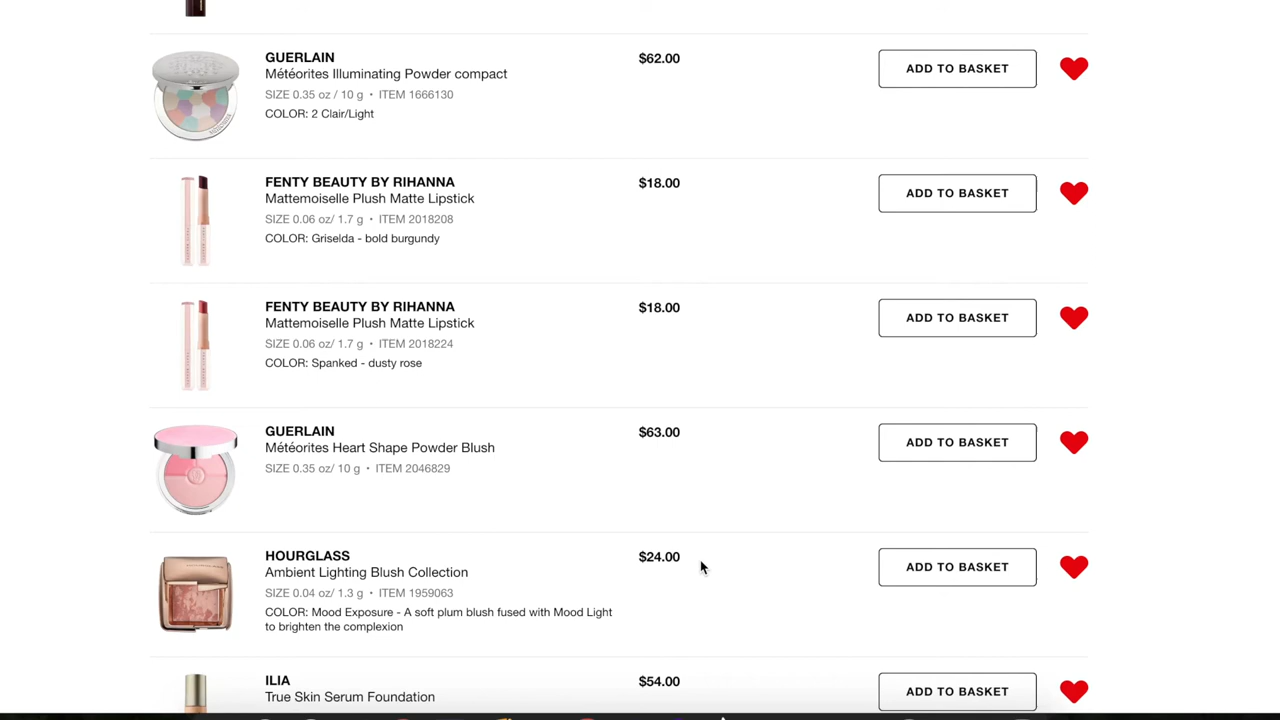 GUERLAIN
Météorites Illuminating Powder compact
SIZE 0.35 oz / 10 g • ITEM 1666130
COLOR: 2 Clair/Light
$62.00
ADD TO BASKET
FENTY BEAUTY BY RIHANNA
Mattemoiselle Plush Matte Lipstick
SIZE 0.06 oz/ 1.7 g • ITEM 2018208
COLOR: Griselda - bold burgundy
$18.00
ADD TO BASKET
FENTY BEAUTY BY RIHANNA
Mattemoiselle Plush Matte Lipstick
SIZE 0.06 oz/ 1.7 g • ITEM 2018224
COLOR: Spanked - dusty rose
$18.00
ADD TO BASKET
GUERLAIN
Météorites Heart Shape Powder Blush
SIZE 0.35 oz/ 10 g • ITEM 2046829
$63.00
ADD TO BASKET
HOURGLASS
Ambient Lighting Blush Collection
SIZE 0.04 oz/ 1.3 g • ITEM 1959063
COLOR: Mood Exposure - A soft plum blush fused with Mood Light
to brighten the complexion
$24.00
ADD TO BASKET
ILIA
True Skin Serum Foundation
$54.00
ADD TO BASKET